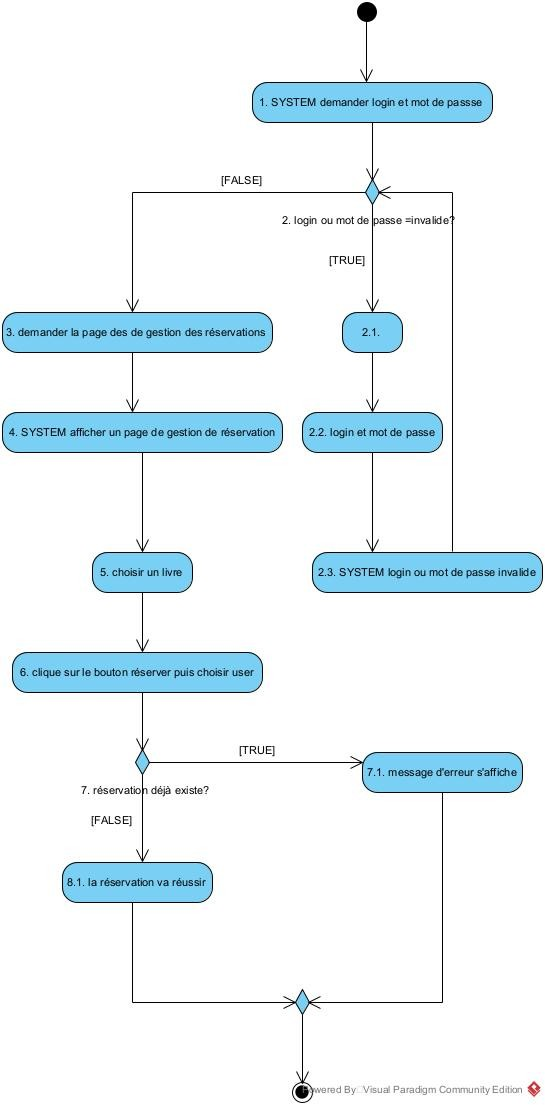 1. SYSTEM demander login et mot de passse
[FALSE]
2. login ou mot de passe =invalide?
[TRUE]
3. demander la page des de gestion des réservations
2.1.
4. SYSTEM afficher un page de gestion de réservation
2.2. login et mot de passe
5. choisir un livre
2.3. SYSTEM login ou mot de passe invalide
6. clique sur le bouton réserver puis choisir user
[TRUE]
7.1. message d'erreur s'affiche
7. réservation déjà existe?
[FALSE]
8.1. la réservation va réussir
Powered By Visual Paradigm Community Edition